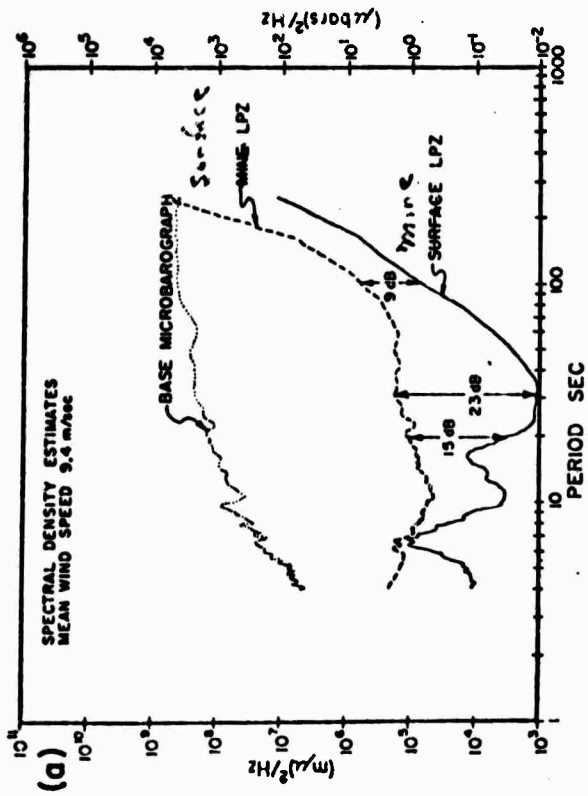 (a)
SPECTRAL DENSITY ESTIMATES
MEAN WIND SPEED 9.4 m/sec
10¹¹
10¹⁰
10⁹
10⁸
10⁷
10⁶
10⁵
10⁴
10³
(mμ)²/Hz
10⁶
10⁵
10⁴
10³
10²
10¹
10⁰
10⁻¹
10⁻²
(μbars)²/Hz
BASE MICROBAROGRAPH
Surface
MINE LPZ
mine
SURFACE LPZ
9 dB
23 dB
15 dB
1
10
100
1000
PERIOD SEC